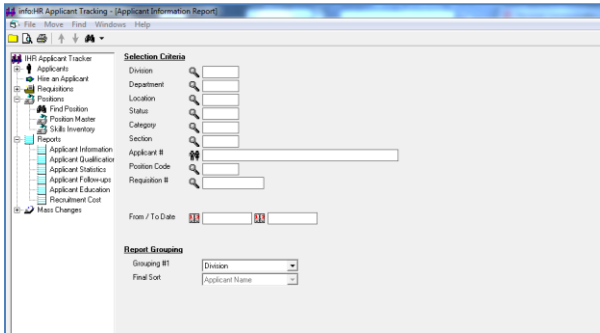 info:HR Applicant Tracking - [Applicant Information Report]
File Move Find Windows Help
IHR Applicant Tracker
Applicants
Hire an Applicant
Requisitions
Positions
Find Position
Position Master
Skills Inventory
Reports
Applicant Information
Applicant Qualification
Applicant Statistics
Applicant Follow-ups
Applicant Education
Recruitment Cost
Mass Changes
Selection Criteria
Division
Department
Location
Status
Category
Section
Applicant #
Position Code
Requisition #
From / To Date
Report Grouping
Grouping #1 Division
Final Sort Applicant Name